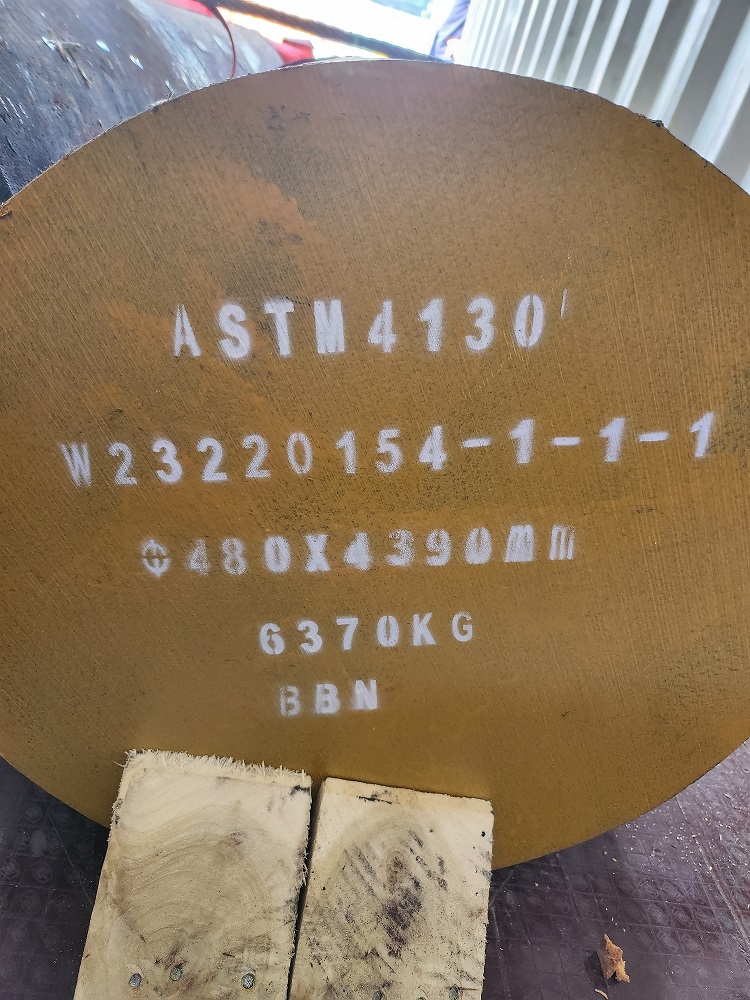 ASTM4130
W23220154-1-1-1
Φ480X4390mm
6370KG
BBN